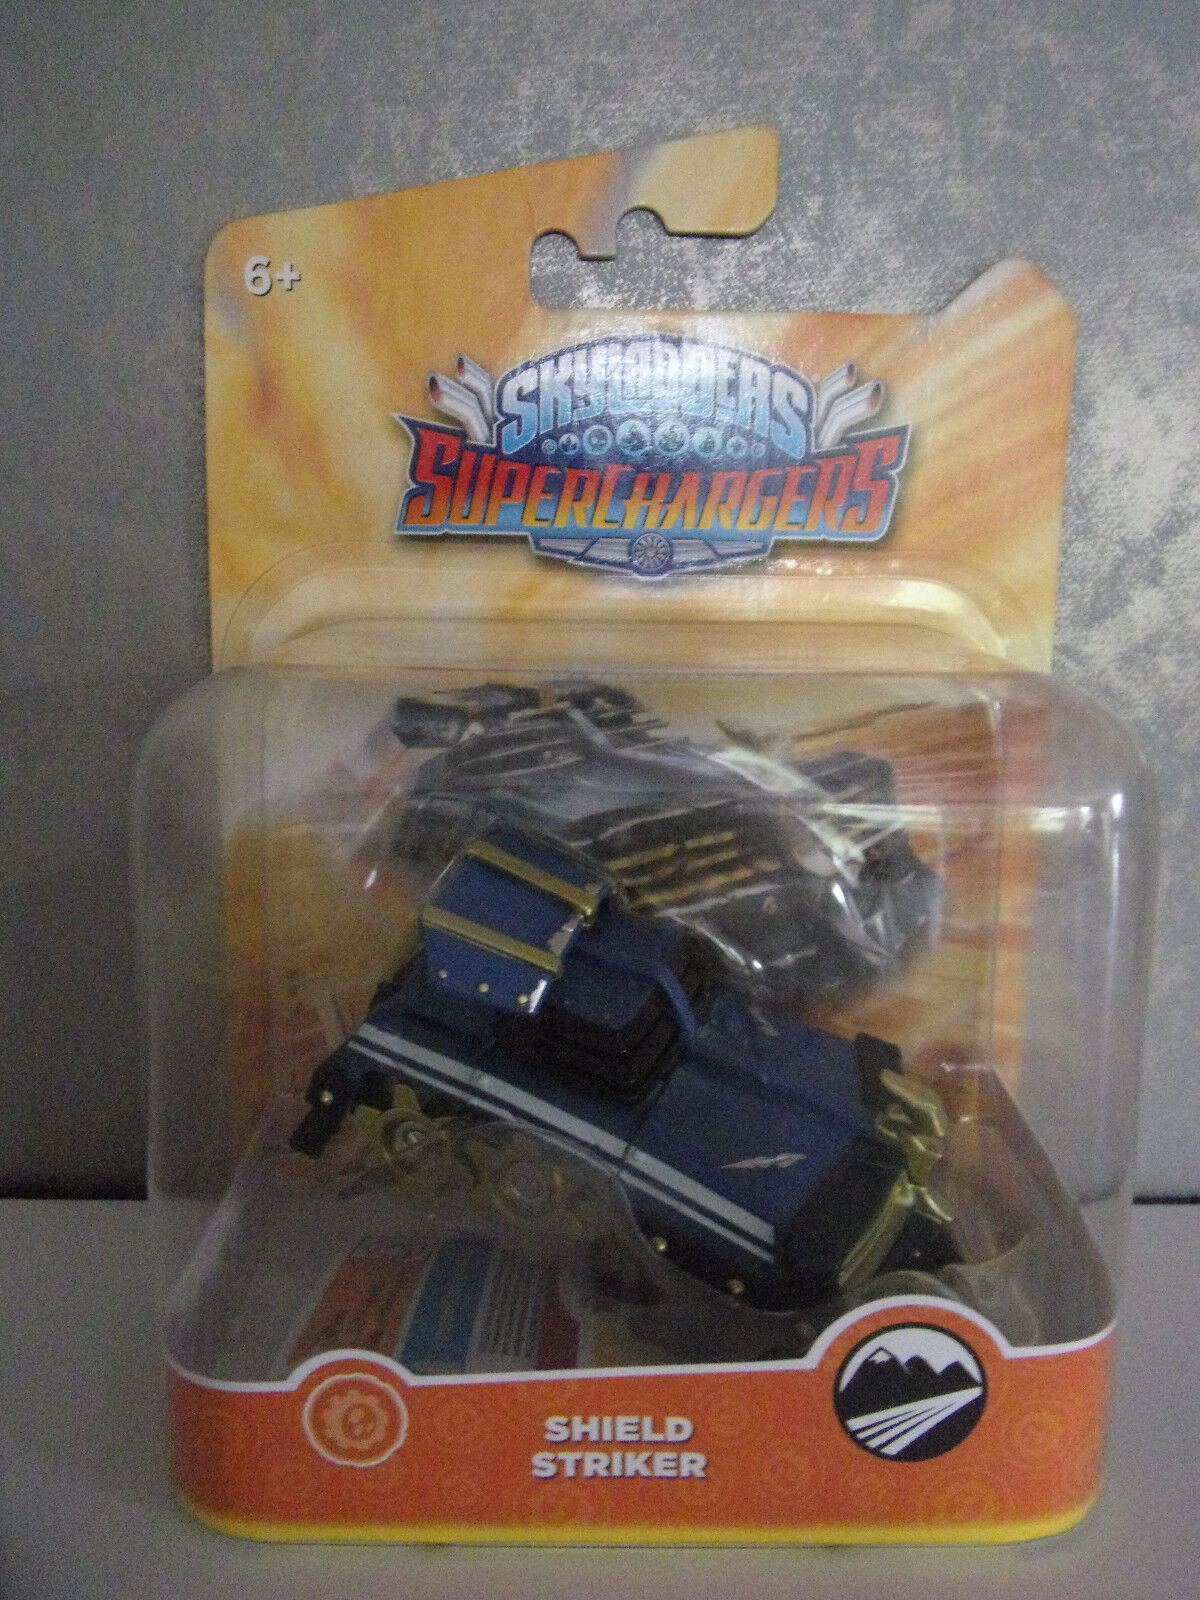 6+
SKYLANDERS
SUPERCHARGERS
SHIELD
STRIKER